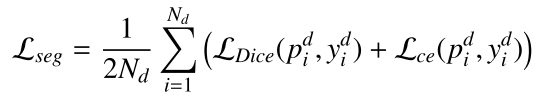 $\mathcal{L}_{seg} = \frac{1}{2N_d} \sum_{i=1}^{N_d} \left( \mathcal{L}_{Dice}(p_i^d, y_i^d) + \mathcal{L}_{ce}(p_i^d, y_i^d) \right)$